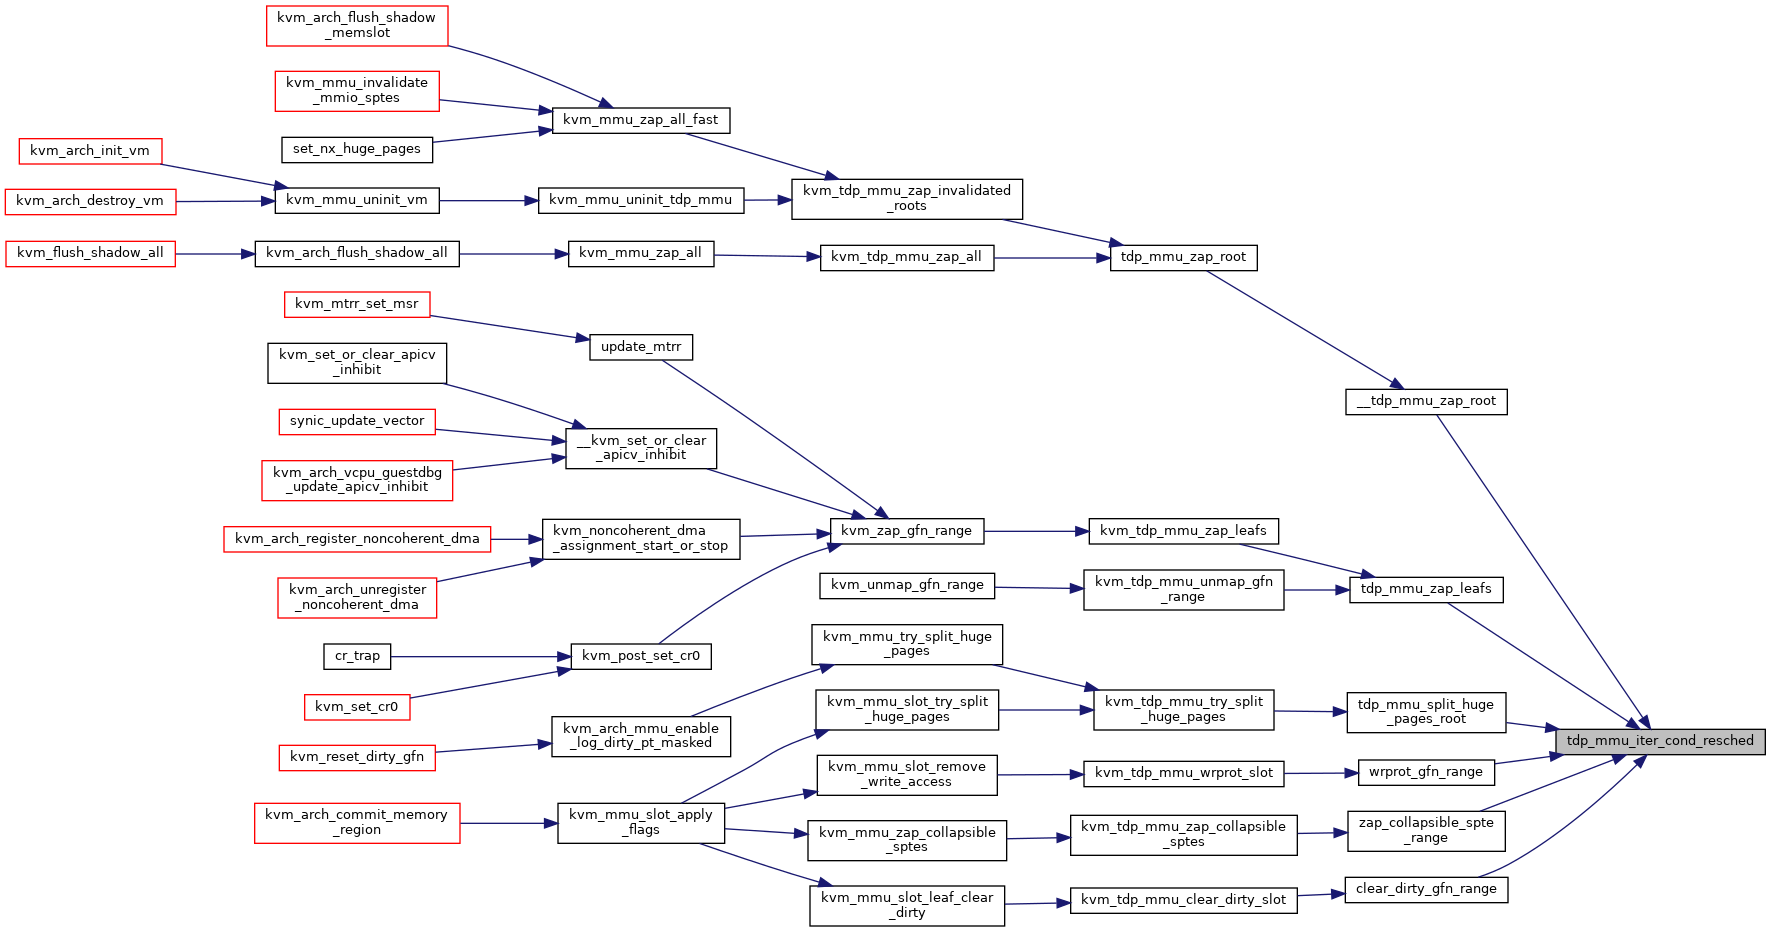 kvm_arch_flush_shadow
_memslot
kvm_mmu_invalidate
_mmio_sptes
set_nx_huge_pages
kvm_mmu_zap_all_fast
kvm_arch_init_vm
kvm_arch_destroy_vm
kvm_mmu_uninit_vm
kvm_mmu_uninit_tdp_mmu
kvm_tdp_mmu_zap_invalidated
_roots
kvm_flush_shadow_all
kvm_arch_flush_shadow_all
kvm_mmu_zap_all
kvm_tdp_mmu_zap_all
tdp_mmu_zap_root
kvm_mtrr_set_msr
update_mtrr
kvm_set_or_clear_apicv
_inhibit
synic_update_vector
kvm_arch_vcpu_guestdbg
_update_apicv_inhibit
__kvm_set_or_clear
_apicv_inhibit
__tdp_mmu_zap_root
kvm_arch_register_noncoherent_dma
kvm_arch_unregister
_noncoherent_dma
kvm_noncoherent_dma
_assignment_start_or_stop
kvm_zap_gfn_range
kvm_tdp_mmu_zap_leafs
kvm_unmap_gfn_range
kvm_tdp_mmu_unmap_gfn
_range
tdp_mmu_zap_leafs
cr_trap
kvm_set_cr0
kvm_post_set_cr0
kvm_mmu_try_split_huge
_pages
kvm_mmu_slot_try_split
_huge_pages
kvm_tdp_mmu_try_split
_huge_pages
tdp_mmu_split_huge
_pages_root
kvm_reset_dirty_gfn
kvm_arch_mmu_enable
_log_dirty_pt_masked
tdp_mmu_iter_cond_resched
kvm_mmu_slot_remove
_write_access
kvm_tdp_mmu_wrprot_slot
wrprot_gfn_range
kvm_arch_commit_memory
_region
kvm_mmu_slot_apply
_flags
kvm_mmu_zap_collapsible
_sptes
kvm_tdp_mmu_zap_collapsible
_sptes
zap_collapsible_spte
_range
kvm_mmu_slot_leaf_clear
_dirty
kvm_tdp_mmu_clear_dirty_slot
clear_dirty_gfn_range